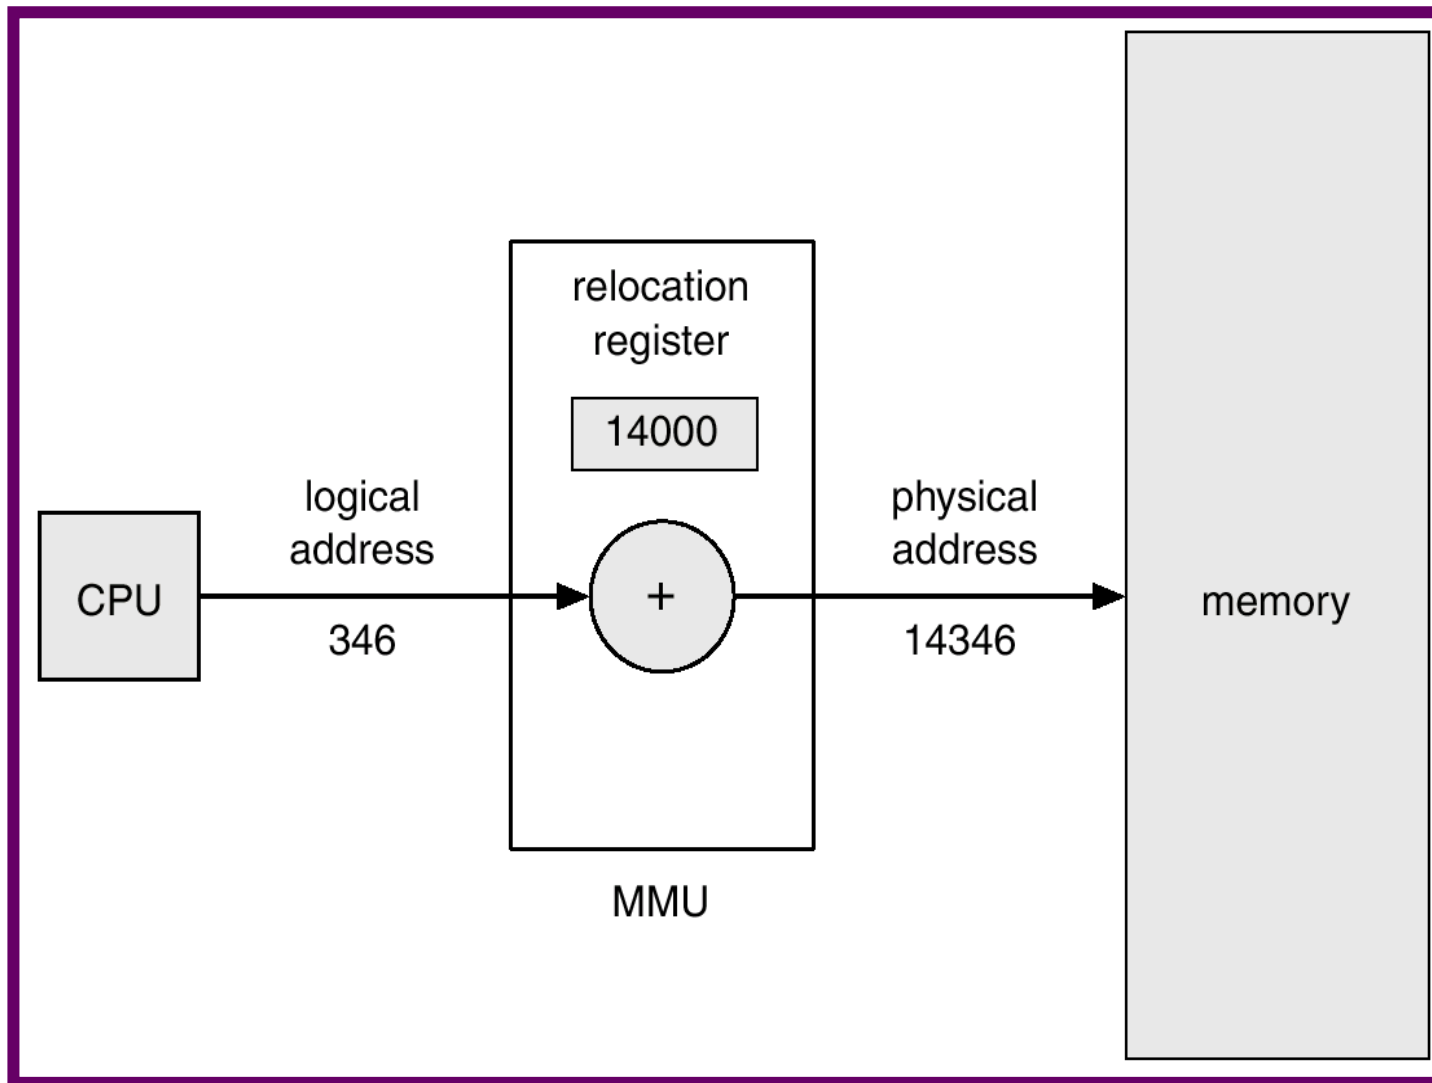 relocation
register
14000
logical
address
physical
address
CPU
+
memory
346
14346
MMU